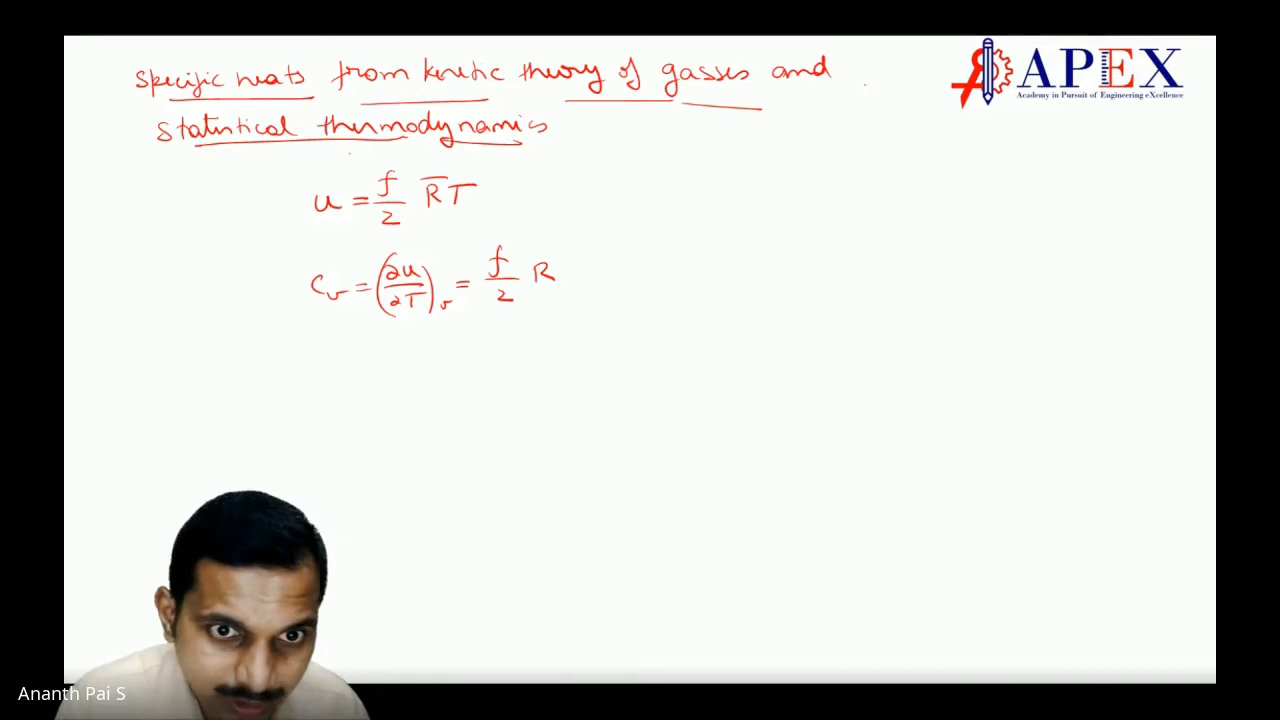 Specific heats from kinetic theory of gasses and
APEX
Academy in Pursuit of Engineering eXcellence
Statistical thermodynamics
u = f/2 R̅T
Cv = (∂u/∂T)v = f/2 R
Ananth Pai S